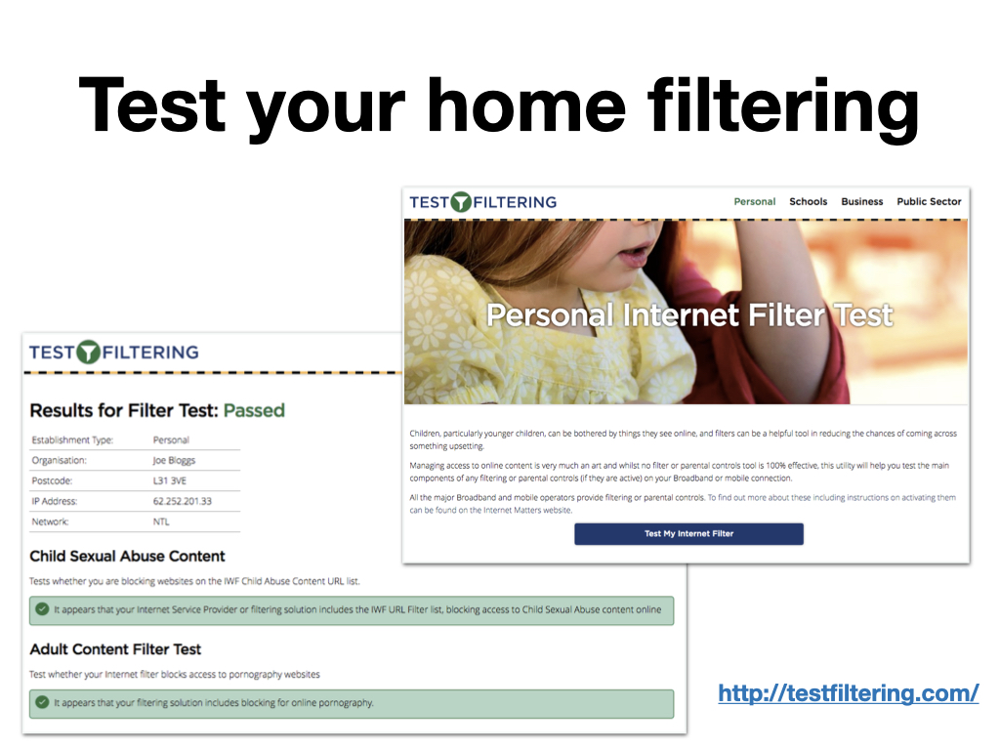 Test your home filtering
TEST FILTERING
Personal Schools Business Public Sector
Personal Internet Filter Test
Children, particularly younger children, can be bothered by things they see online, and filters can be a helpful tool in reducing the chances of coming across
something upsetting.
Managing access to online content is very much an art and whilst no filter or parental controls tool is 100% effective, this utility will help you test the main
components of any filtering or parental controls (if they are active) on your Broadband or mobile connection.
All the major Broadband and mobile operators provide filtering or parental controls. To find out more about these including instructions on activating them
can be found on the Internet Matters website.
Test My Internet Filter
TEST FILTERING
Results for Filter Test: Passed
Establishment Type: Personal
Organisation: Joe Bloggs
Postcode: L31 3VE
IP Address: 62.252.201.33
Network: NTL
Child Sexual Abuse Content
Tests whether you are blocking websites on the IWF Child Abuse Content URL list.
It appears that your Internet Service Provider or filtering solution includes the IWF URL Filter list, blocking access to Child Sexual Abuse content online
Adult Content Filter Test
Test whether your Internet filter blocks access to pornography websites
It appears that your filtering solution includes blocking for online pornography.
http://testfiltering.com/